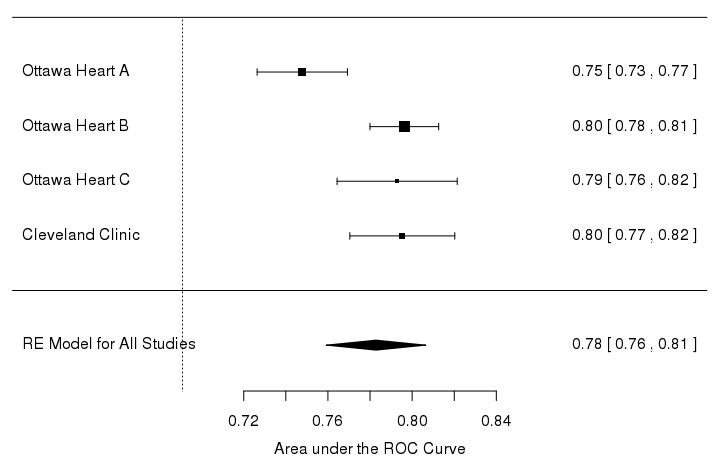 Ottawa Heart A 0.75 [ 0.73 , 0.77 ]
Ottawa Heart B 0.80 [ 0.78 , 0.81 ]
Ottawa Heart C 0.79 [ 0.76 , 0.82 ]
Cleveland Clinic 0.80 [ 0.77 , 0.82 ]
RE Model for All Studies 0.78 [ 0.76 , 0.81 ]
0.72 0.76 0.80 0.84
Area under the ROC Curve